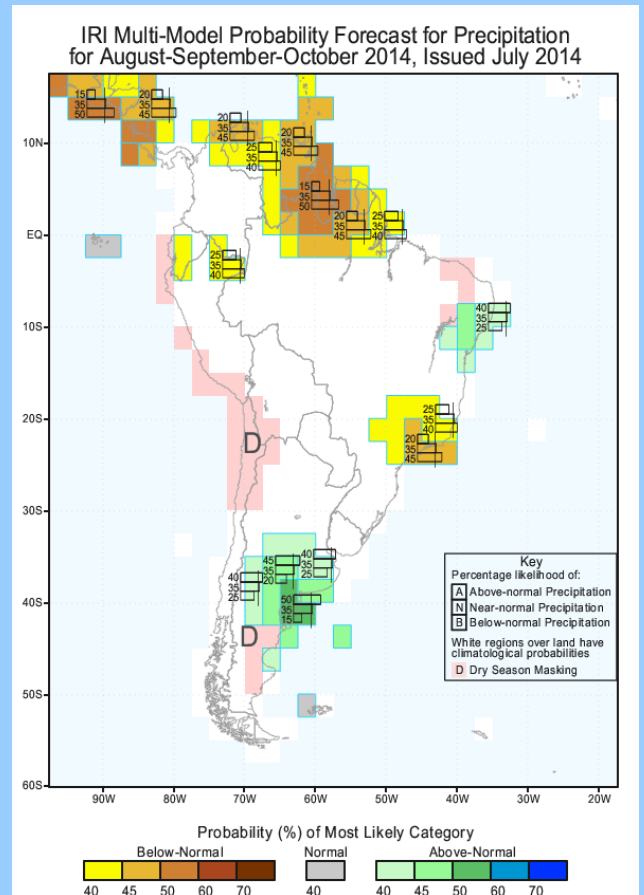 IRI Multi-Model Probability Forecast for Precipitation
for August-September-October 2014, Issued July 2014
15
35
50
20
35
45
20
35
45
25
35
40
20
35
45
15
35
50
20
35
45
25
35
40
25
35
40
40
35
25
25
35
40
20
35
45
D
45
35
20
40
35
25
40
35
25
50
35
15
D
10N
EQ
10S
20S
30S
40S
50S
60S
Key
Percentage likelihood of:
A Above-normal Precipitation
N Near-normal Precipitation
B Below-normal Precipitation
White regions over land have
climatological probabilities
D Dry Season Masking
90W 80W 70W 60W 50W 40W 30W 20W
Probability (%) of Most Likely Category
Below-Normal Normal Above-Normal
40 45 50 60 70 40 40 45 50 60 70